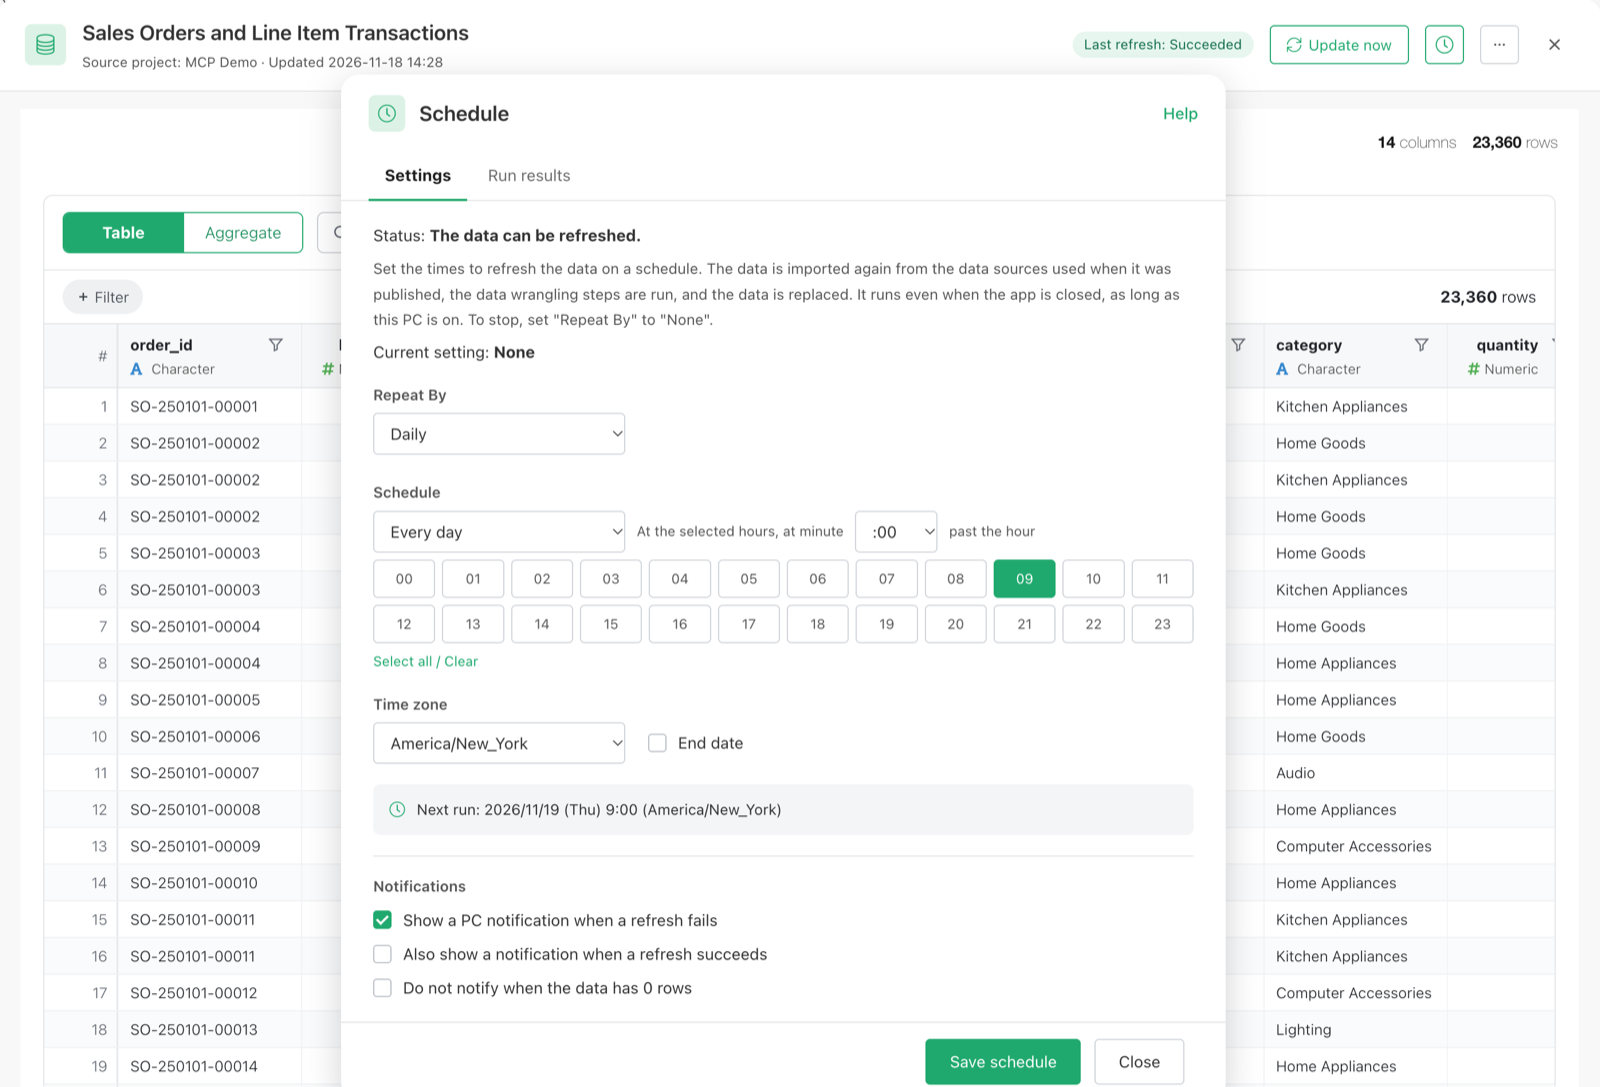 Sales Orders and Line Item Transactions
Source project: MCP Demo · Updated 2026-11-18 14:28
Last refresh: Succeeded
Update now
Schedule
Help
Settings
Run results
14 columns 23,360 rows
Table
Aggregate
Status: The data can be refreshed.
Set the times to refresh the data on a schedule. The data is imported again from the data sources used when it was
published, the data wrangling steps are run, and the data is replaced. It runs even when the app is closed, as long as
this PC is on. To stop, set "Repeat By" to "None".
Current setting: None
+ Filter
23,360 rows
Repeat By
Daily
Schedule
Every day
At the selected hours, at minute :00 past the hour
00 01 02 03 04 05 06 07 08 09 10 11
12 13 14 15 16 17 18 19 20 21 22 23
Select all / Clear
Time zone
America/New_York
End date
Next run: 2026/11/19 (Thu) 9:00 (America/New_York)
Notifications
Show a PC notification when a refresh fails
Also show a notification when a refresh succeeds
Do not notify when the data has 0 rows
Save schedule
Close
# order_id category quantity
A Character # A Character # Numeric
1 SO-250101-00001 Kitchen Appliances
2 SO-250101-00002 Home Goods
3 SO-250101-00002 Kitchen Appliances
4 SO-250101-00002 Home Goods
5 SO-250101-00003 Home Goods
6 SO-250101-00003 Kitchen Appliances
7 SO-250101-00004 Home Goods
8 SO-250101-00004 Home Appliances
9 SO-250101-00005 Home Appliances
10 SO-250101-00006 Home Goods
11 SO-250101-00007 Audio
12 SO-250101-00008 Home Appliances
13 SO-250101-00009 Computer Accessories
14 SO-250101-00010 Home Appliances
15 SO-250101-00011 Kitchen Appliances
16 SO-250101-00011 Kitchen Appliances
17 SO-250101-00012 Computer Accessories
18 SO-250101-00013 Lighting
19 SO-250101-00014 Home Appliances